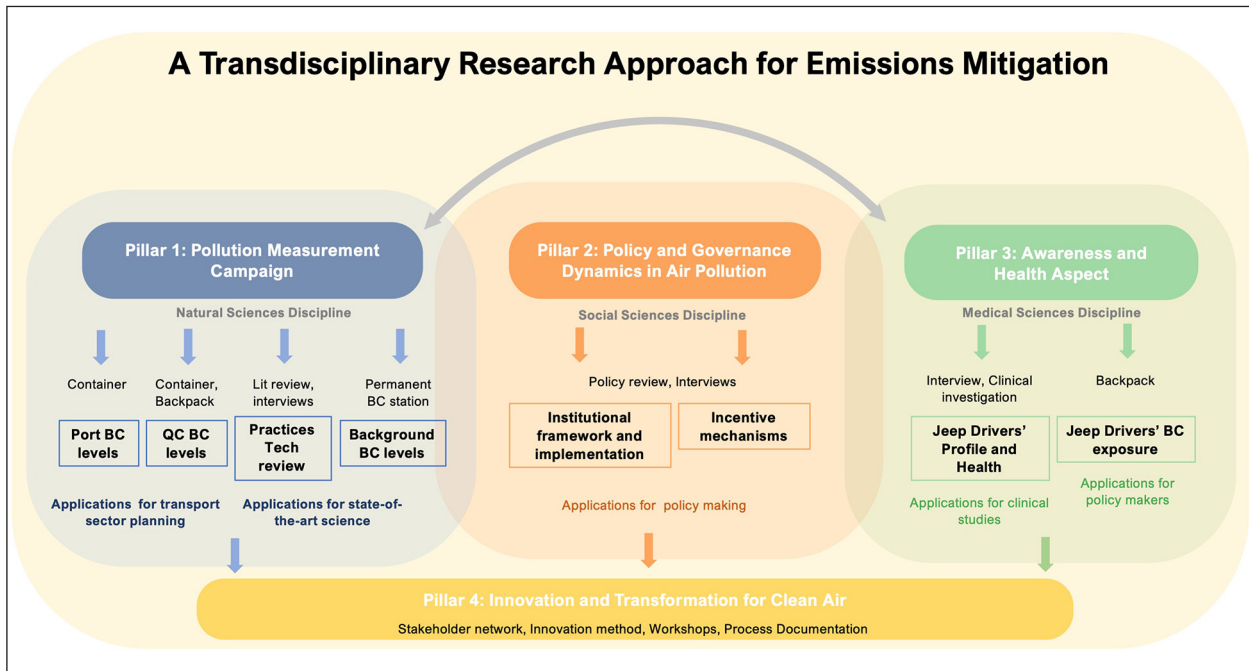 A Transdisciplinary Research Approach for Emissions Mitigation
Pillar 1: Pollution Measurement
Campaign
Natural Sciences Discipline
Container
Container,
Backpack
Lit review,
interviews
Permanent
BC station
Port BC
levels
QC BC
levels
Practices
Tech
review
Background
BC levels
Applications for transport
sector planning
Applications for state-of-
the-art science
Pillar 2: Policy and Governance
Dynamics in Air Pollution
Social Sciences Discipline
Policy review, Interviews
Institutional
framework and
implementation
Incentive
mechanisms
Applications for policy making
Pillar 3: Awareness and
Health Aspect
Medical Sciences Discipline
Interview, Clinical
investigation
Backpack
Jeep Drivers’
Profile and
Health
Jeep Drivers’ BC
exposure
Applications for clinical
studies
Applications for
policy makers
Pillar 4: Innovation and Transformation for Clean Air
Stakeholder network, Innovation method, Workshops, Process Documentation